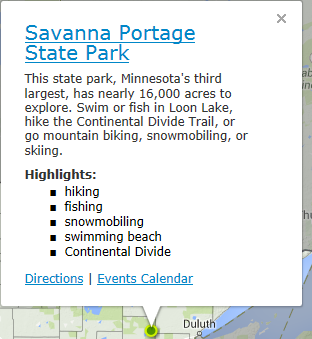 Savanna Portage
State Park
This state park, Minnesota's third
largest, has nearly 16,000 acres to
explore. Swim or fish in Loon Lake,
hike the Continental Divide Trail, or
go mountain biking, snowmobiling, or
skiing.
Highlights:
▪ hiking
▪ fishing
▪ snowmobiling
▪ swimming beach
▪ Continental Divide
Directions | Events Calendar
Duluth